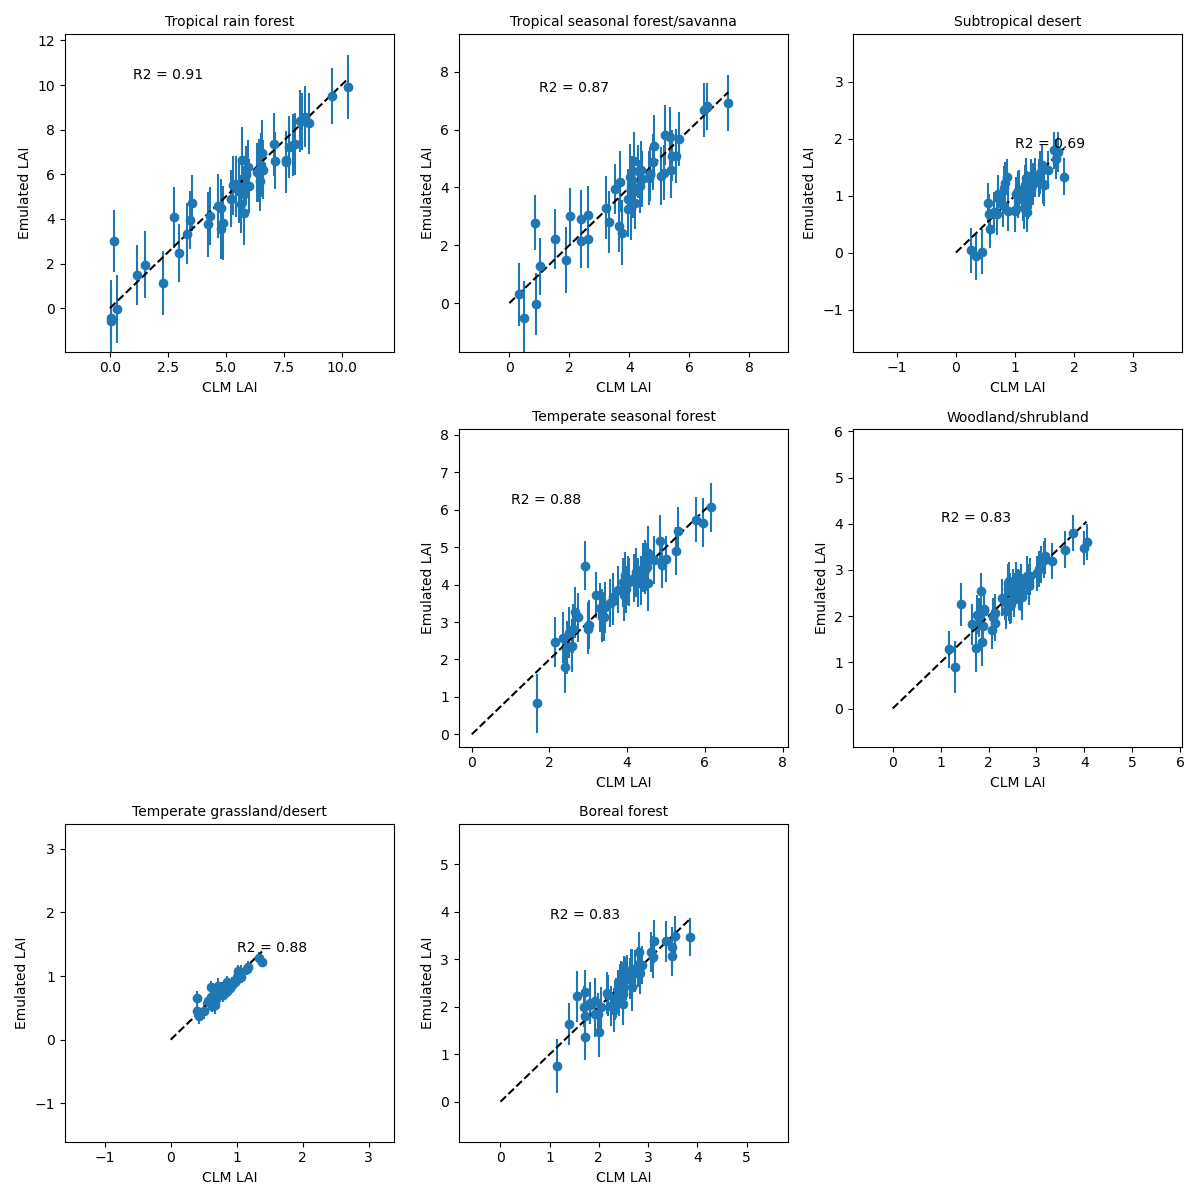 Tropical rain forest
12
10
8
6
4
2
0
Emulated LAI
R2 = 0.91
0.0 2.5 5.0 7.5 10.0
CLM LAI
Tropical seasonal forest/savanna
8
6
4
2
0
Emulated LAI
R2 = 0.87
0 2 4 6 8
CLM LAI
Subtropical desert
3
2
1
0
−1
Emulated LAI
R2 = 0.69
−1 0 1 2 3
CLM LAI
Temperate seasonal forest
8
7
6
5
4
3
2
1
0
Emulated LAI
R2 = 0.88
0 2 4 6 8
CLM LAI
Woodland/shrubland
6
5
4
3
2
1
0
Emulated LAI
R2 = 0.83
0 1 2 3 4 5 6
CLM LAI
Temperate grassland/desert
3
2
1
0
−1
Emulated LAI
R2 = 0.88
−1 0 1 2 3
CLM LAI
Boreal forest
5
4
3
2
1
0
Emulated LAI
R2 = 0.83
0 1 2 3 4 5
CLM LAI